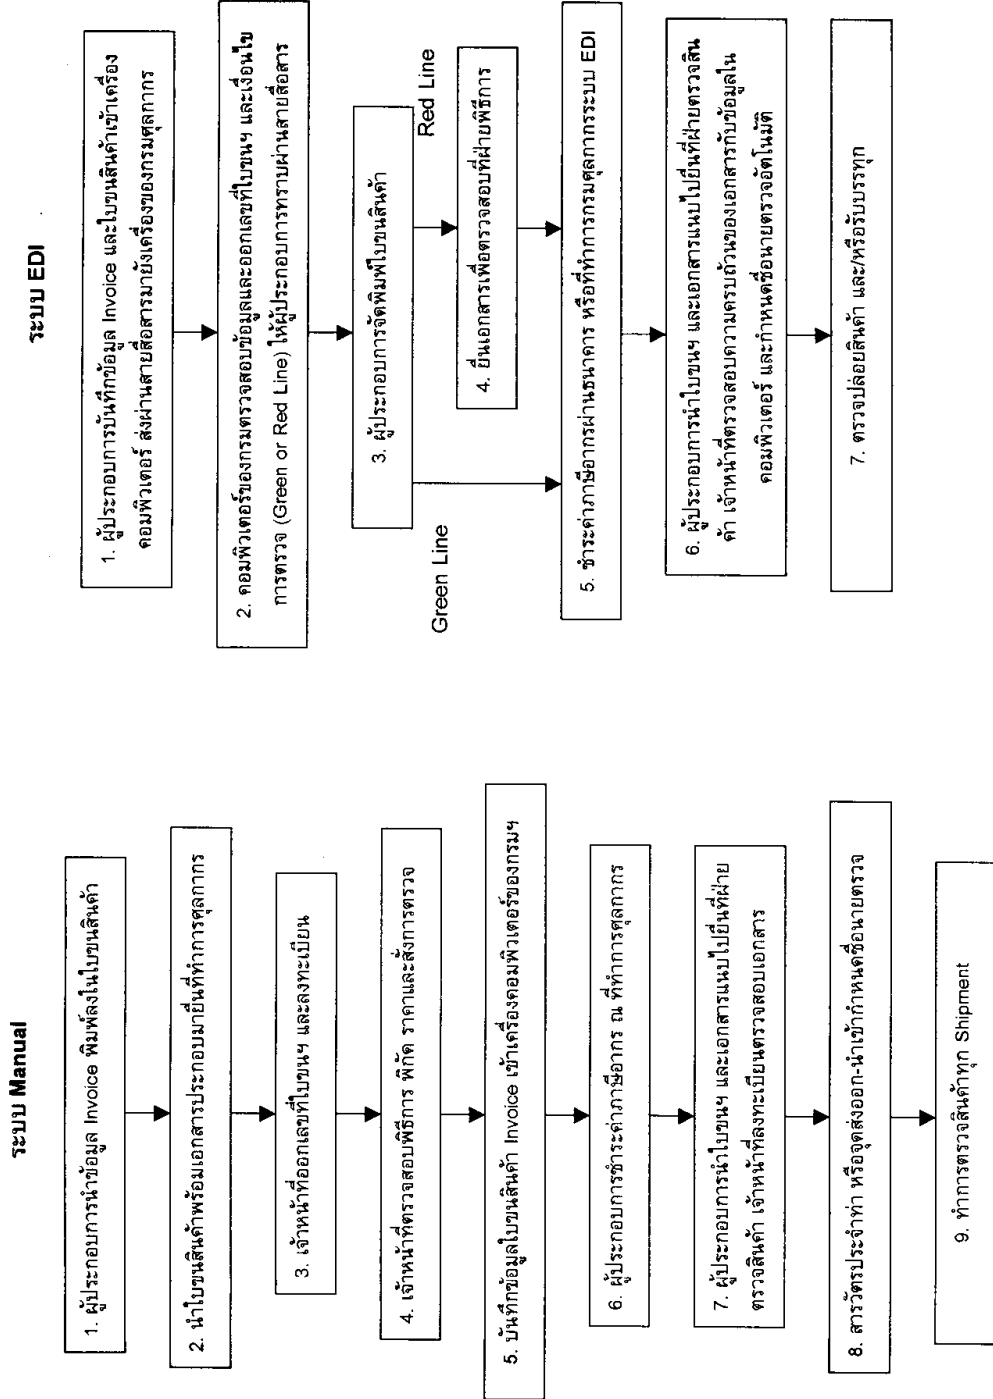 ระบบ Manual
1. ผู้ประกอบการนำข้อมูล Invoice พิมพ์ลงในใบขนสินค้า
2. นำใบขนสินค้าพร้อมเอกสารประกอบมายื่นที่ทำการศุลกากร
3. เจ้าหน้าที่ออกเลขที่ใบขนฯ และลงทะเบียน
4. เจ้าหน้าที่ตรวจสอบพิธีการ พิกัด ราคาและสั่งการตรวจ
5. บันทึกข้อมูลใบขนสินค้า Invoice เข้าเครื่องคอมพิวเตอร์ของกรมฯ
6. ผู้ประกอบการชำระค่าภาษีอากร ณ ที่ทำการศุลกากร
7. ผู้ประกอบการนำใบขนฯ และเอกสารแนบไปยื่นที่ฝ่าย
ตรวจสินค้า เจ้าหน้าที่ลงทะเบียนตรวจสอบเอกสาร
8. สารวัตรประจำท่า หรือจุดส่งออก-นำเข้ากำหนดชื่อนายตรวจ
9. ทำการตรวจสินค้าทุก Shipment
ระบบ EDI
1. ผู้ประกอบการบันทึกข้อมูล Invoice และใบขนสินค้าเข้าเครื่อง
คอมพิวเตอร์ ส่งผ่านสายสื่อสารมายังเครื่องของกรมศุลกากร
2. คอมพิวเตอร์ของกรมตรวจสอบข้อมูลและออกเลขที่ใบขนฯ และเงื่อนไข
การตรวจ (Green or Red Line) ให้ผู้ประกอบการทราบผ่านสายสื่อสาร
3. ผู้ประกอบการจัดพิมพ์ใบขนสินค้า
Green Line
Red Line
4. ยื่นเอกสารเพื่อตรวจสอบที่ฝ่ายพิธีการ
5. ชำระค่าภาษีอากรผ่านธนาคาร หรือที่ทำการกรมศุลกากรระบบ EDI
6. ผู้ประกอบการนำใบขนฯ และเอกสารแนบไปยื่นที่ฝ่ายตรวจสิน
ค้า เจ้าหน้าที่ตรวจสอบความครบถ้วนของเอกสารกับข้อมูลใน
คอมพิวเตอร์ และกำหนดชื่อนายตรวจอัตโนมัติ
7. ตรวจปล่อยสินค้า และ/หรือรับบรรทุก